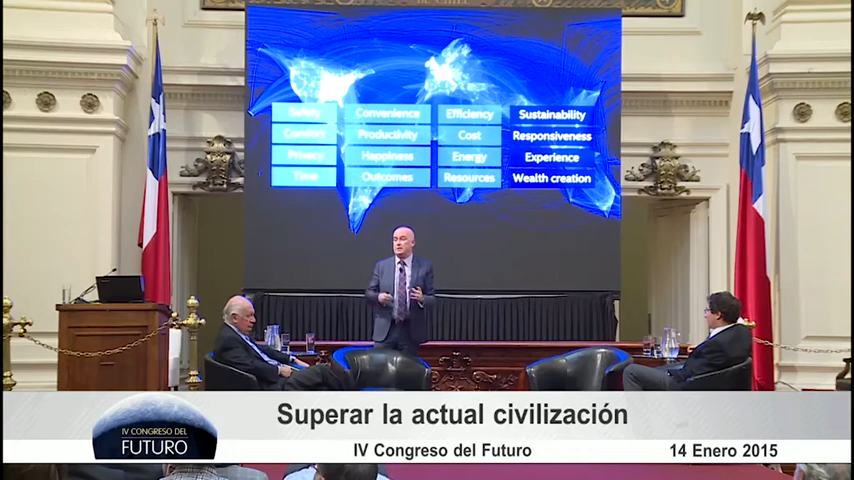 Safety Convenience Efficiency Sustainability
Comfort Productivity Cost Responsiveness
Privacy Happiness Energy Experience
Time Outcomes Resources Wealth creation
IV CONGRESO DEL
FUTURO
Superar la actual civilización
IV Congreso del Futuro
14 Enero 2015